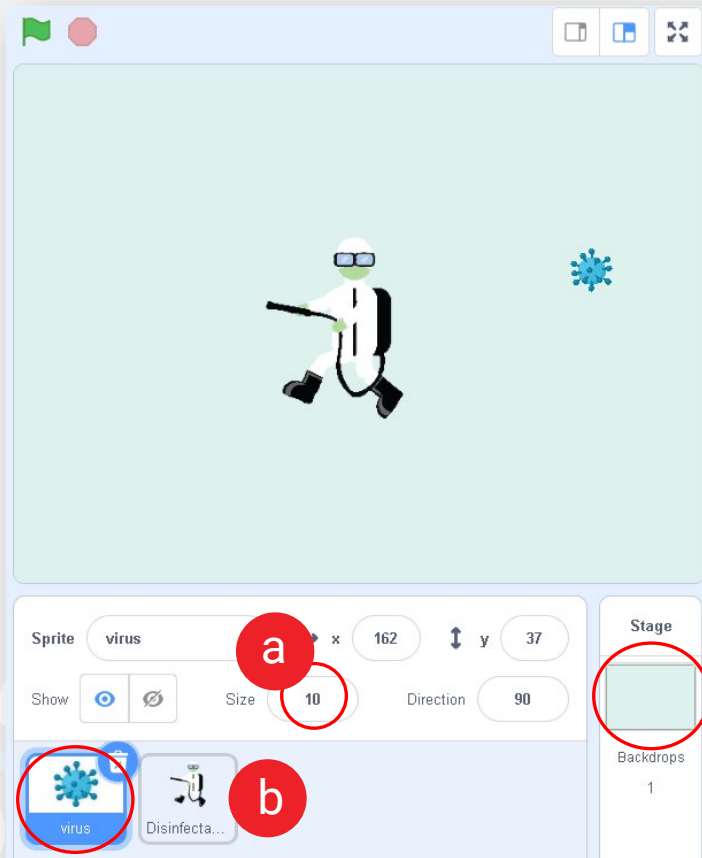 Sprite virus a x 162 y 37 Stage
Show Size 10 Direction 90
Backdrops
1
virus Disinfecta... b